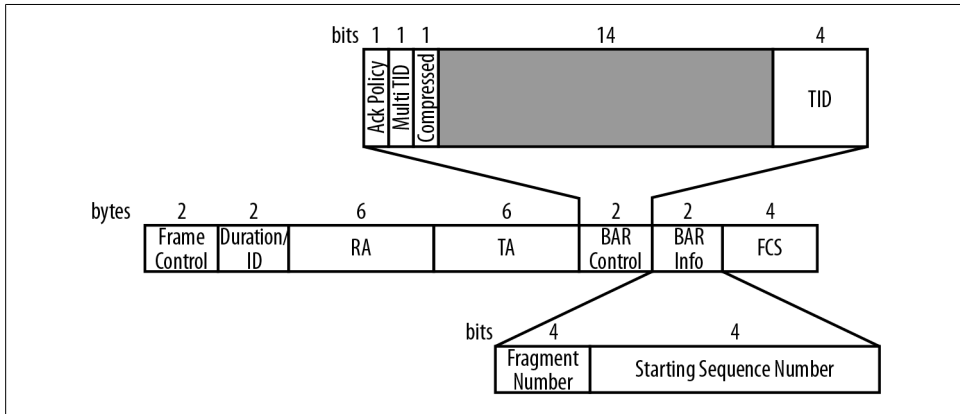 bits 1 1 1 14 4
Ack Policy
Multi TID
Compressed
TID
bytes 2 2 6 6 2 2 4
Frame
Control
Duration/
ID
RA
TA
BAR
Control
BAR
Info
FCS
bits 4 4
Fragment
Number
Starting Sequence Number